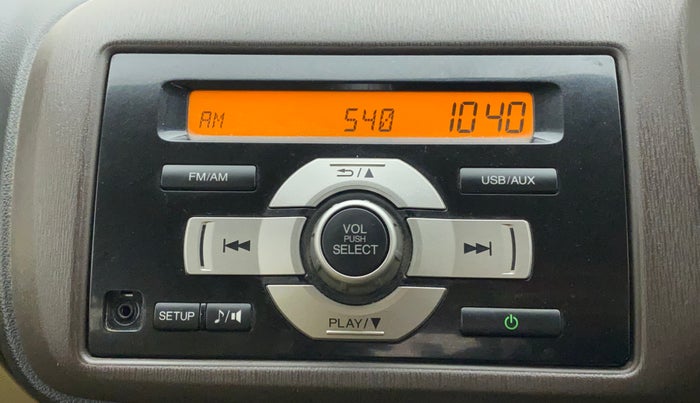 AM 540 1040
FM/AM
USB/AUX
VOL
PUSH
SELECT
SETUP
PLAY/